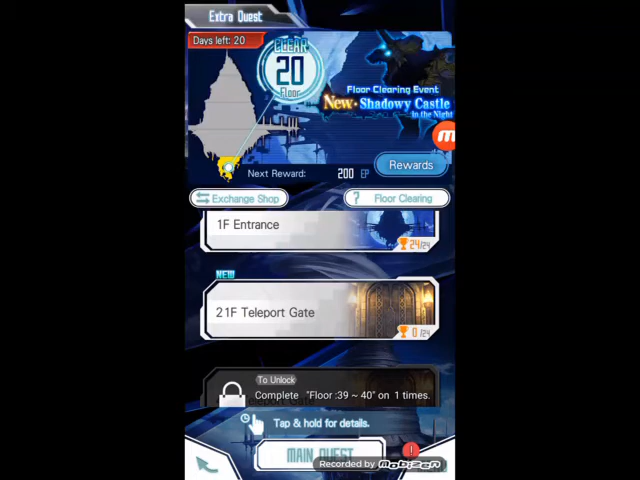 Extra Quest
Days left: 20
CLEAR
20
Floor
Floor Clearing Event
New・Shadowy Castle
in the Night
Next Reward: 200 EP
Rewards
Exchange Shop
? Floor Clearing
1F Entrance
24/24
NEW
21F Teleport Gate
0/24
To Unlock
Complete "Floor :39 ~ 40" on 1 times.
Tap & hold for details.
MAIN QUEST
Recorded by MOBIZEN